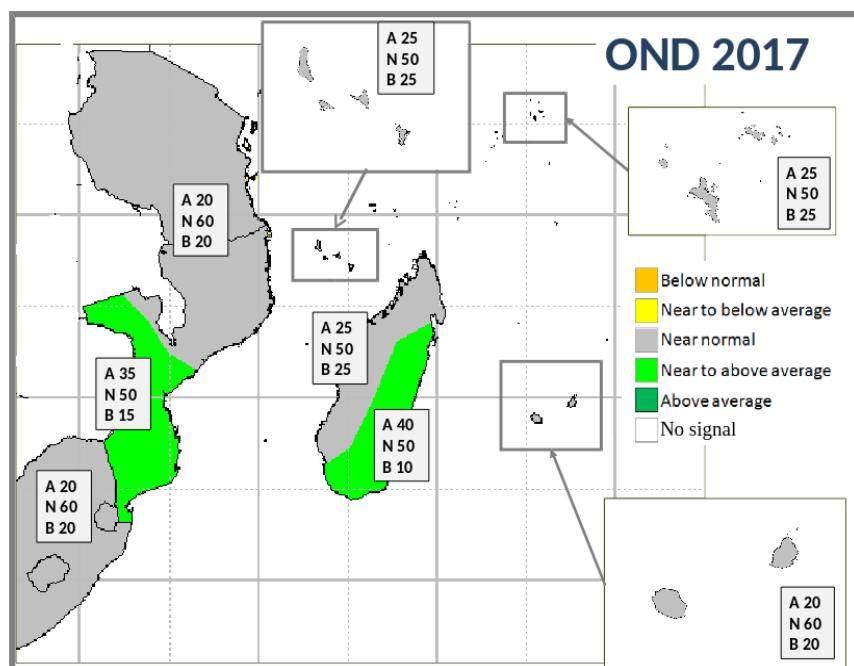 OND 2017
A 25
N 50
B 25
A 25
N 50
B 25
A 20
N 60
B 20
Below normal
Near to below average
Near normal
Near to above average
Above average
No signal
A 25
N 50
B 25
A 35
N 50
B 15
A 40
N 50
B 10
A 20
N 60
B 20
A 20
N 60
B 20